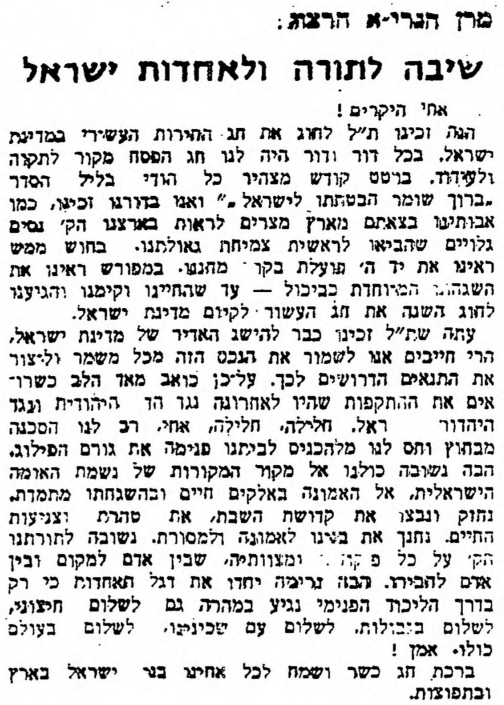 מרן הגרי״א הרצוג:
שיבה לתורה ולאחדות ישראל
אחי היקרים!
הנה זכינו ת״ל לחוג את חג החירות העשירי במדינת
ישראל. בכל דור ודור היה לנו חג הפסח מקור לתקוה
ולעידוד. ברטט קודש מצהיר כל הודי בליל הסדר
״ברוך שומר הבטחתו לישראל״ ואנו בדורנו זכינו, כמו
אבותינו בצאתם מארץ מצרים לראות בארצנו הק׳ נסים
גלויים שהביאו לראשית צמיחת גאולתנו. בחוש ממש
ראינו את יד ה׳ פועלת בקר מחננו. במפורש ראינו את
השגחתו המיוחדת כביכול — עד שהחיינו וקימנו והגיענו
לחוג השנה את חג העשור לקיום מדינת ישראל.
עתה שת״ל זכינו כבר להישג האדיר של מדינת ישראל,
הרי חייבים אנו לשמור את הנכס הזה מכל משמר וליצור
את התנאים הדרושים לכך. על־כן כואב מאד הלב כשרו־
אים את ההתקפות שהיו לאחרונה נגד הד היהודית ונגד
היהדור ראל. חלילה, חלילה, אחי, רב לנו הסכנה
מבחוץ וחס לנו מלהכניס לביתנו פנימה את גורם הפילוג.
הבה נשובה כולנו אל מקור המקורות של נשמת האומה
הישראלית, אל האמונה באלקים חיים ובהשגחתו מתמדת.
נחזק ונבצר את קדושת השבת, את טהרת וצניעות
החיים. נחנך את בנינו לאמונה ולמסורת. נשובה לתורתנו
הק׳ על כל ומצוותיה, שבין אדם למקום ובין
אדם לחבירו. הבה נרימה יחדו את דגל האחדות כי רק
בדרך הליכוד הפנימי נגיע במהרה גם לשלום חיצוני,
לשלום בגבולות, לשלום עם שכינינו, לשלום בעולם
כולו. אמן!
ברכת חג כשר ושמח לכל אחינו בני ישראל בארץ
ובתפוצות.